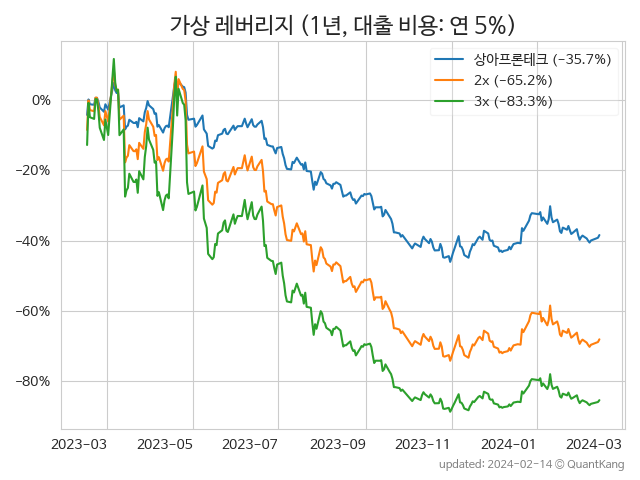 가상 레버리지 (1년, 대출 비용: 연 5%)
상아프론테크 (−35.7%)
2x (−65.2%)
3x (−83.3%)
0%
−20%
−40%
−60%
−80%
2023−03 2023−05 2023−07 2023−09 2023−11 2024−01 2024−03
updated: 2024−02−14 © QuantKang